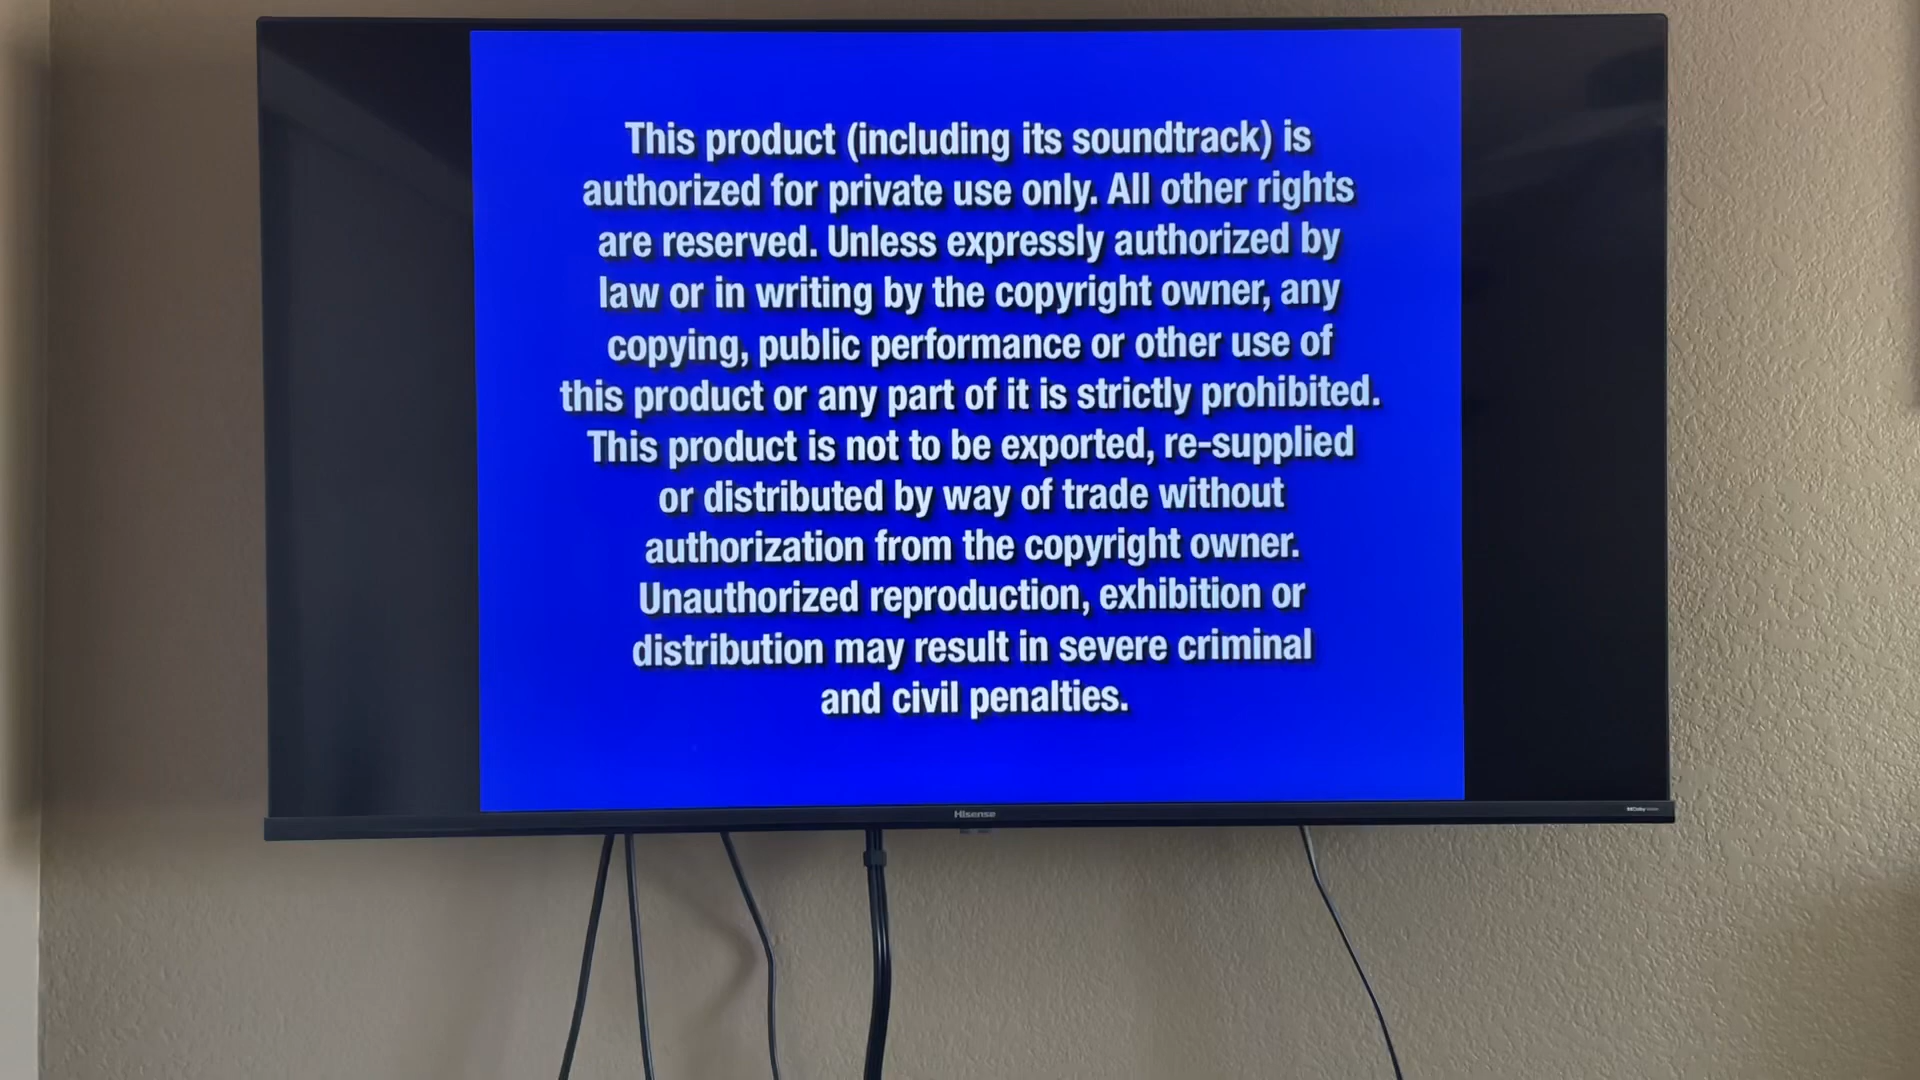 This product (including its soundtrack) is
authorized for private use only. All other rights
are reserved. Unless expressly authorized by
law or in writing by the copyright owner, any
copying, public performance or other use of
this product or any part of it is strictly prohibited.
This product is not to be exported, re-supplied
or distributed by way of trade without
authorization from the copyright owner.
Unauthorized reproduction, exhibition or
distribution may result in severe criminal
and civil penalties.
Hisense
Dolby Vision